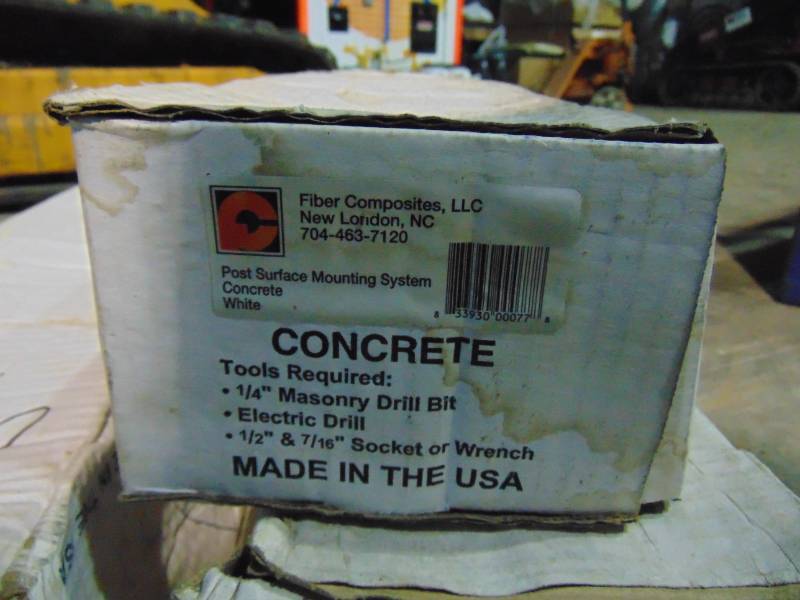 Fiber Composites, LLC
New London, NC
704-463-7120
Post Surface Mounting System
Concrete
White
8 33930 00077 8
CONCRETE
Tools Required:
• 1/4" Masonry Drill Bit
• Electric Drill
• 1/2" & 7/16" Socket or Wrench
MADE IN THE USA